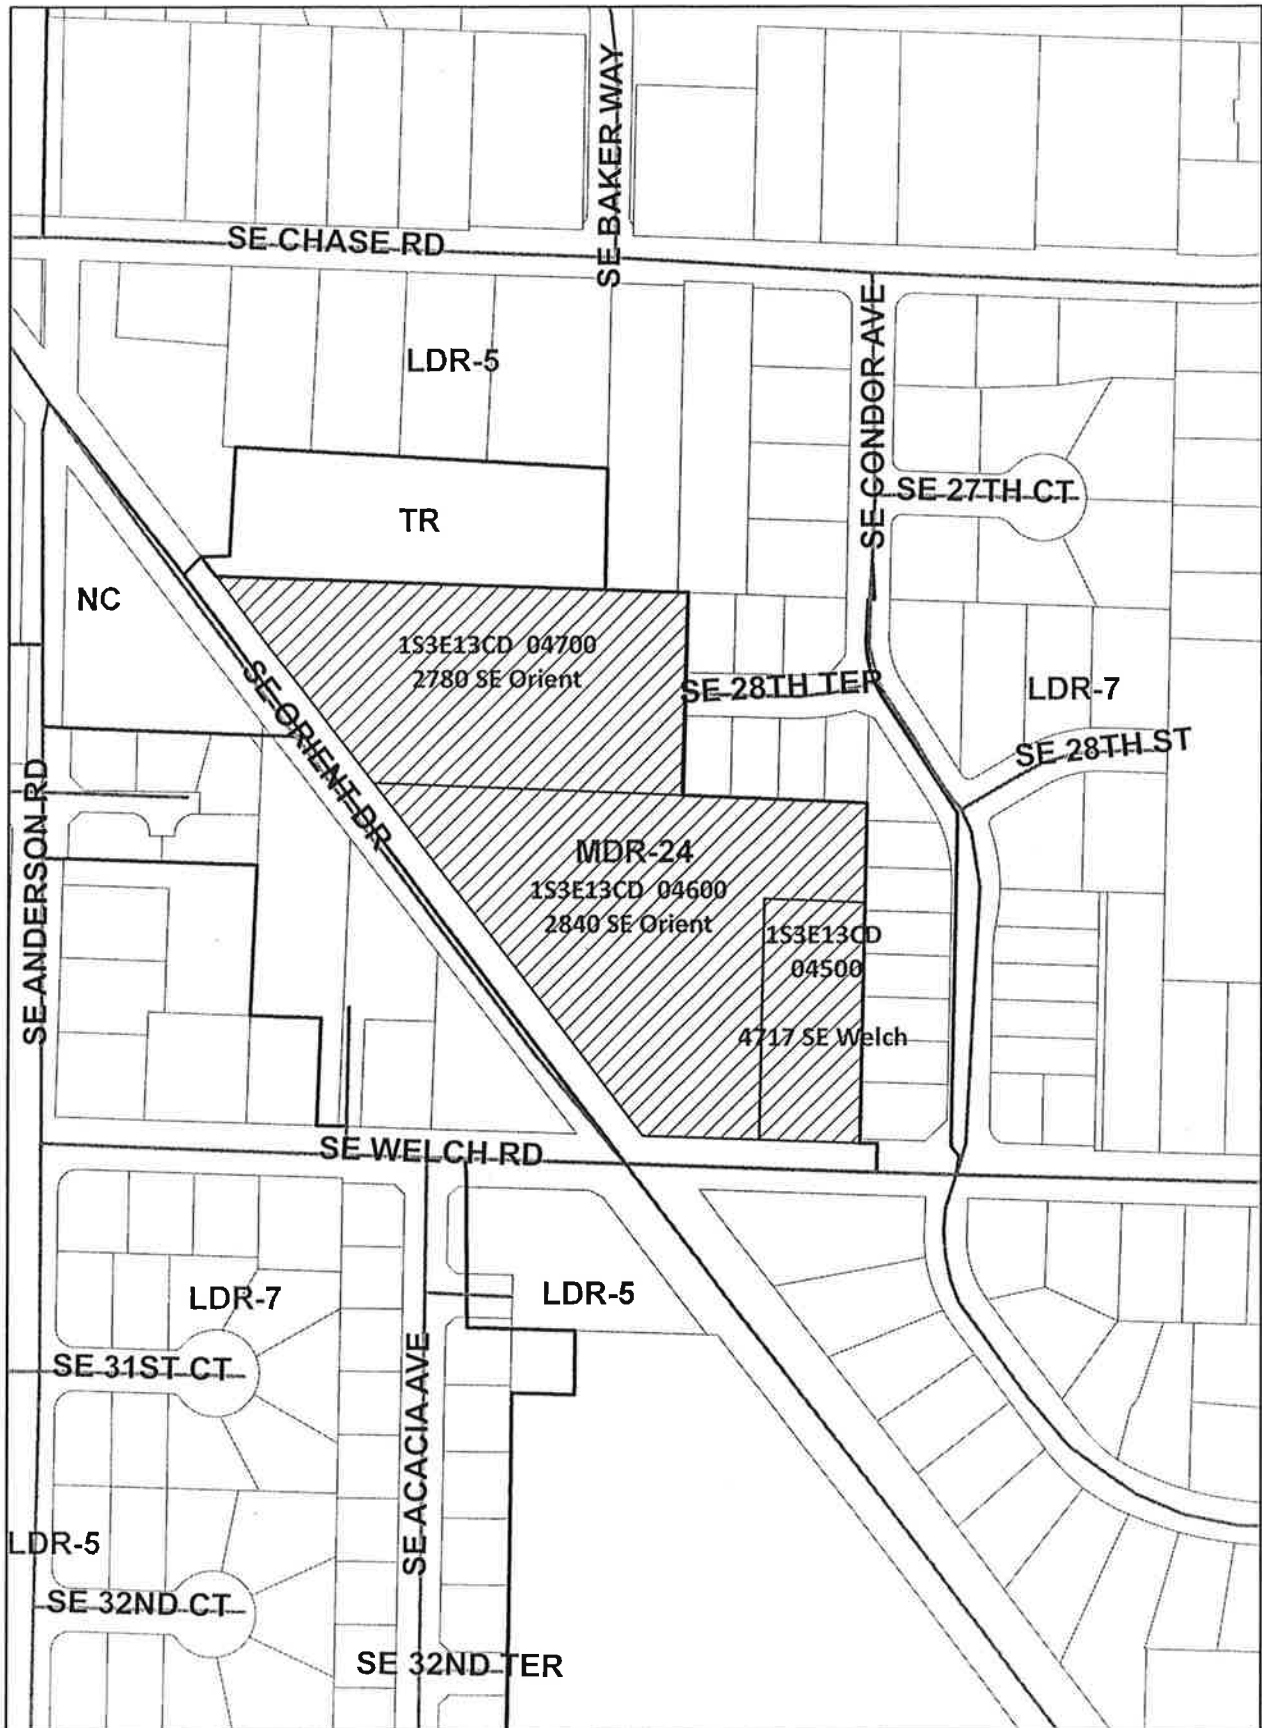 SE BAKER WAY
SE CHASE RD
LDR-5
SE CONDOR AVE
SE 27TH CT
TR
NC
1S3E13CD 04700
2780 SE Orient
SE 28TH TER
LDR-7
SE ORIENT DR
SE 28TH ST
SE ANDERSON RD
MDR-24
1S3E13CD 04600
2840 SE Orient
1S3E13CD
04500
4717 SE Welch
SE WELCH RD
LDR-7
LDR-5
SE 31ST CT
SE ACACIA AVE
LDR-5
SE 32ND CT
SE 32ND TER